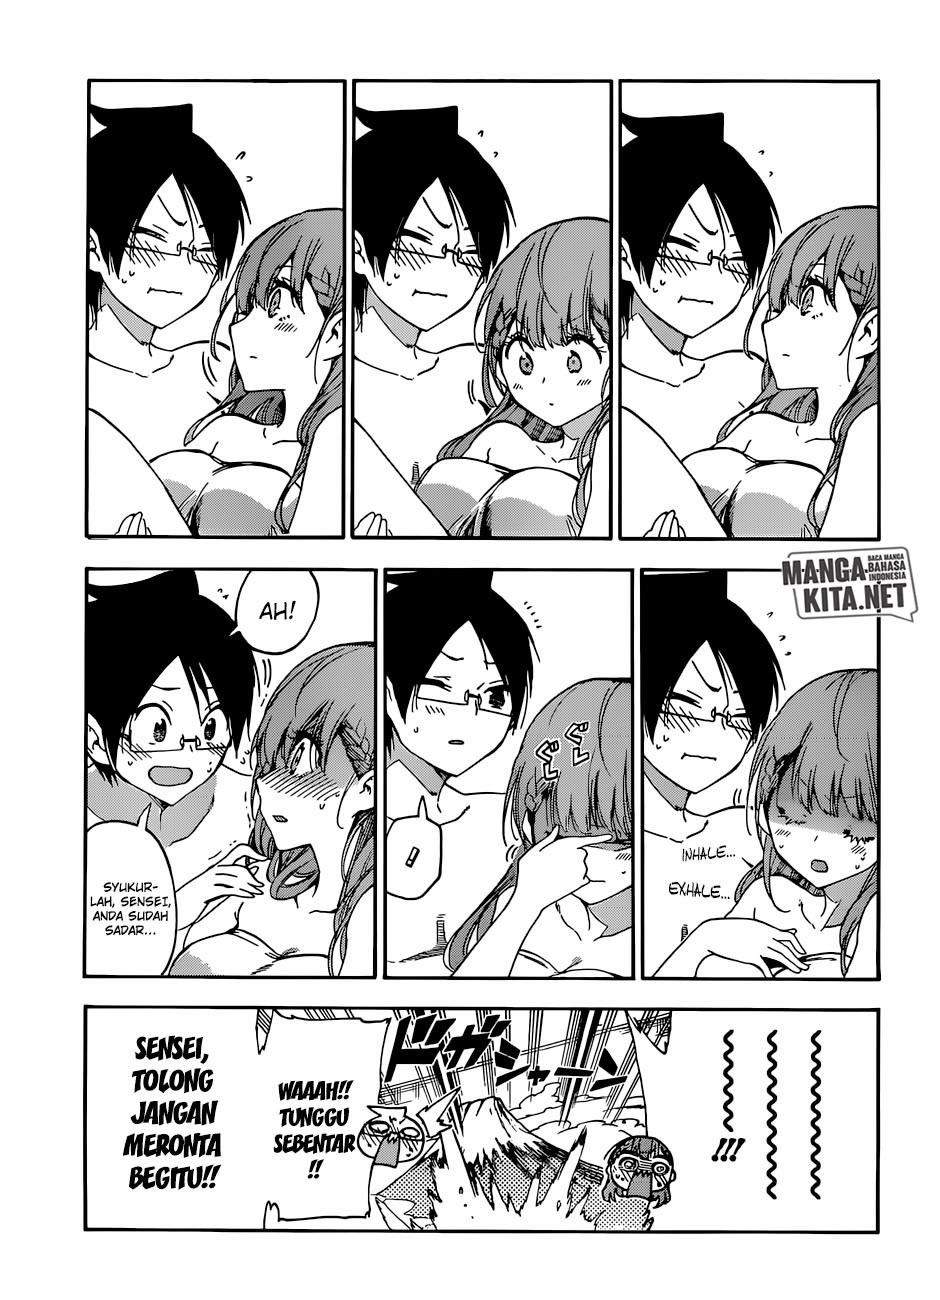 MANGA
KITA.NET
BACA MANGA
BAHASA
INDONESIA
INHALE...
EXHALE...
!
AH!
SYUKUR-
LAH, SENSEI,
ANDA SUDAH
SADAR...
!!!
ドガシャーン
WAAAH!!
TUNGGU
SEBENTAR
!!
SENSEI,
TOLONG
JANGAN
MERONTA
BEGITU!!